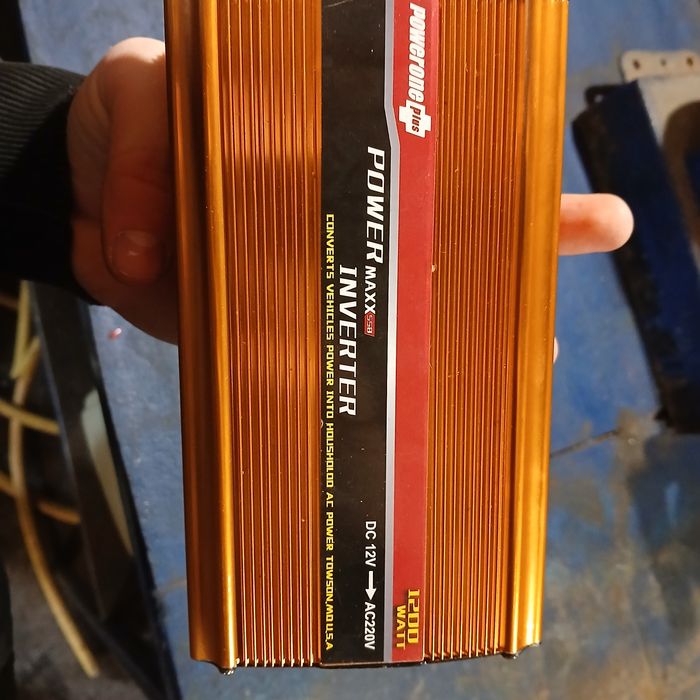 Powerone plus
POWER MAXX SSB
INVERTER
CONVERTS VEHICLES POWER INTO HOUSHOLOD AC POWER TOWSON,MD U.S.A
DC 12V → AC220V
1200
WATT